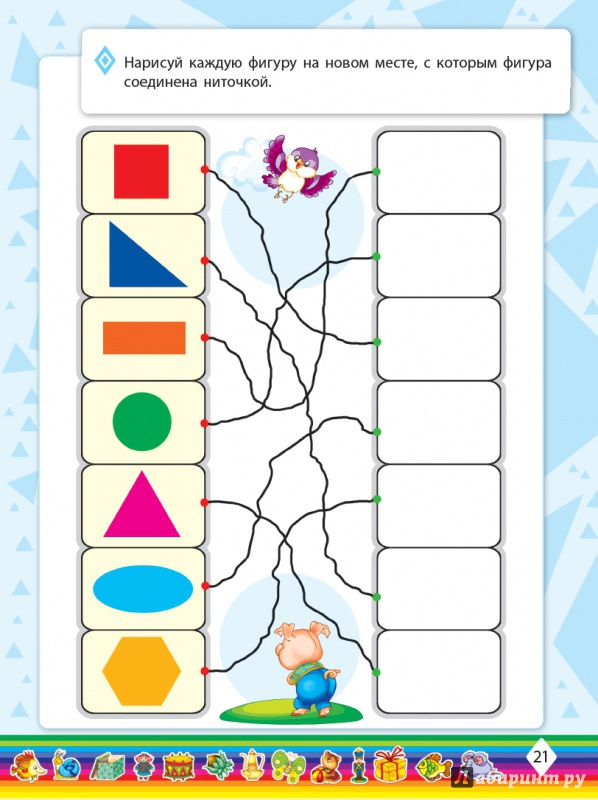 Нарисуй каждую фигуру на новом месте, с которым фигура
соединена ниточкой.
21
Лабиринт.ру